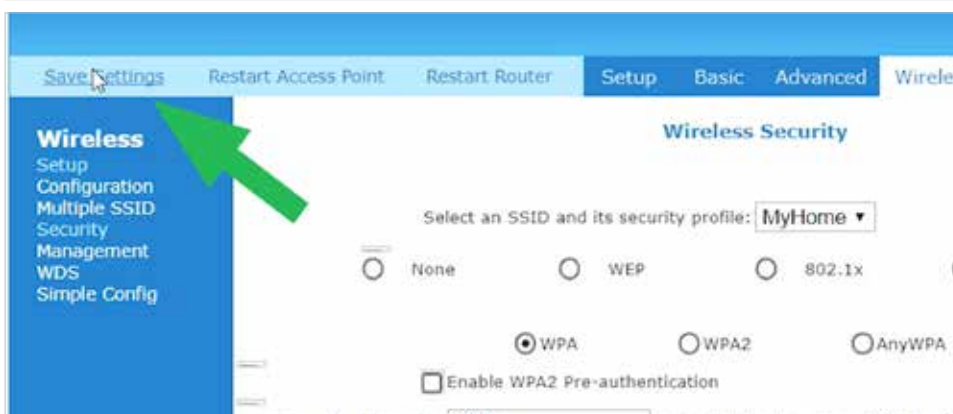 Save Settings Restart Access Point Restart Router Setup Basic Advanced Wirele
Wireless
Setup
Configuration
Multiple SSID
Security
Management
WDS
Simple Config
Wireless Security
Select an SSID and its security profile: MyHome
None WEP 802.1x
WPA WPA2 AnyWPA
Enable WPA2 Pre-authentication